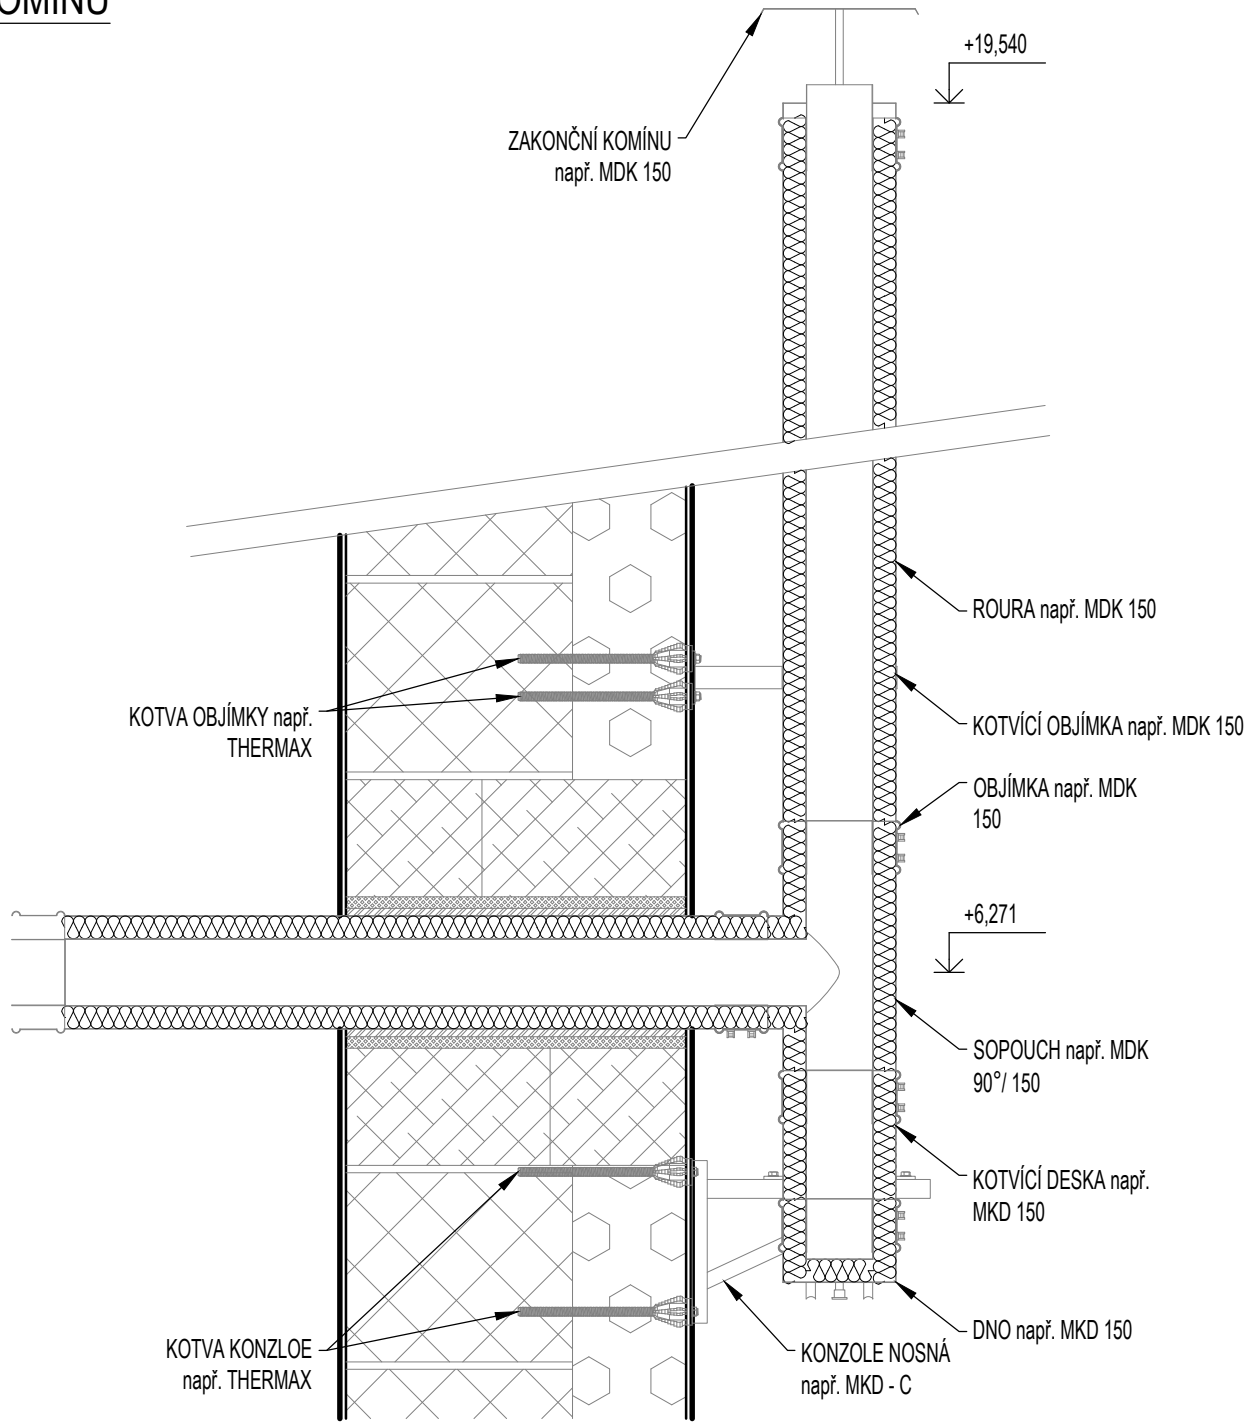 OMÍNU
+19,540
ZAKONČNÍ KOMÍNU
např. MDK 150
ROURA např. MDK 150
KOTVA OBJÍMKY např.
THERMAX
KOTVÍCÍ OBJÍMKA např. MDK 150
OBJÍMKA např. MDK
150
+6,271
SOPOUCH např. MDK
90°/ 150
KOTVÍCÍ DESKA např.
MKD 150
DNO např. MKD 150
KOTVA KONZLOE
např. THERMAX
KONZOLE NOSNÁ
např. MKD - C